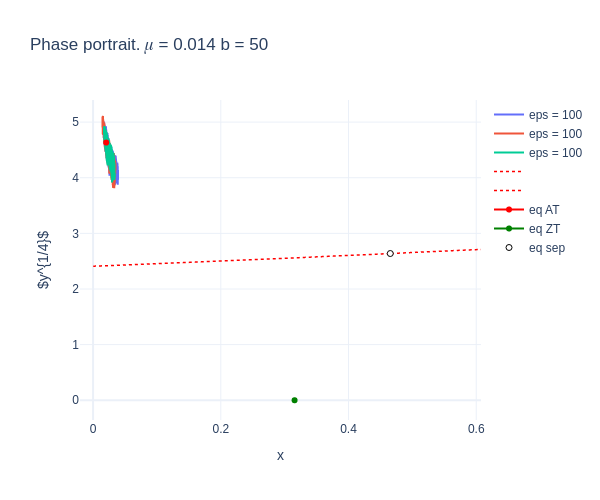 Phase portrait. 𝜇 = 0.014 b = 50
eps = 100
eps = 100
eps = 100
eq AT
eq ZT
eq sep
5
4
3
2
1
0
$y^{1/4}$
0
0.2
0.4
0.6
x